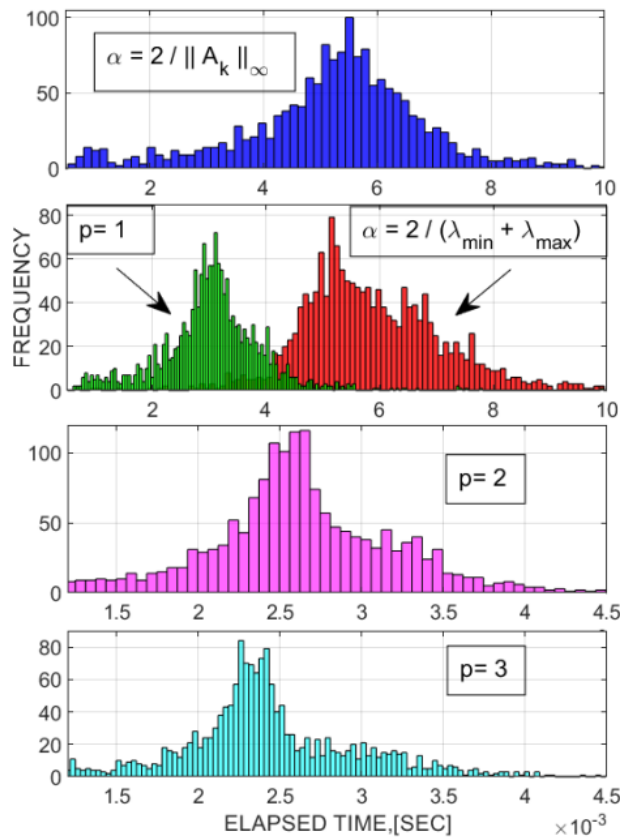 100
50
0
α = 2 / || A_k ||_∞
2 4 6 8 10
FREQUENCY
80
60
40
20
0
p= 1
α = 2 / (λ_min + λ_max)
2 4 6 8 10
100
50
0
p= 2
1.5 2 2.5 3 3.5 4 4.5
80
60
40
20
0
p= 3
1.5 2 2.5 3 3.5 4 4.5
ELAPSED TIME,[SEC] ×10^-3